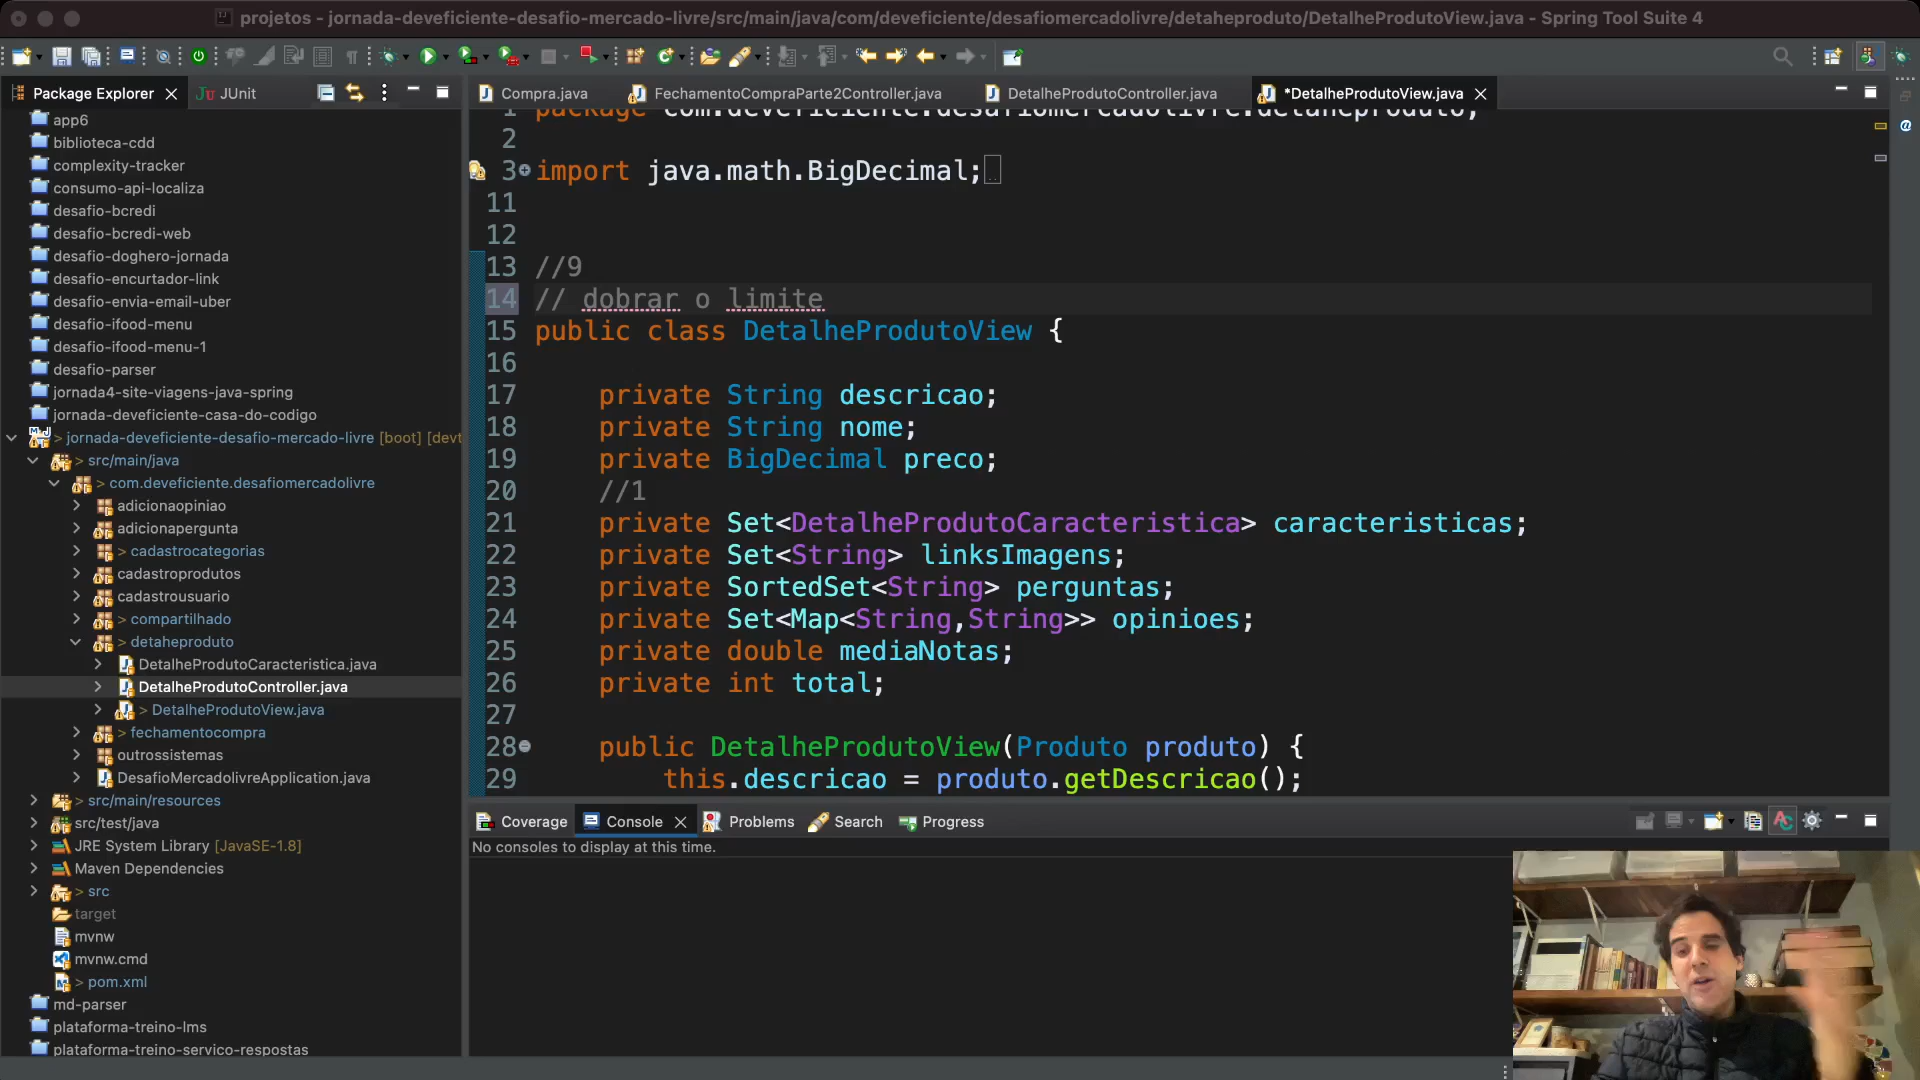 projetos - jornada-deveficiente-desafio-mercado-livre/src/main/java/com/deveficiente/desafiomercadolivre/detaheproduto/DetalheProdutoView.java - Spring Tool Suite 4
Package Explorer
JUnit
app6
biblioteca-cdd
complexity-tracker
consumo-api-localiza
desafio-bcredi
desafio-bcredi-web
desafio-doghero-jornada
desafio-encurtador-link
desafio-envia-email-uber
desafio-ifood-menu
desafio-ifood-menu-1
desafio-parser
jornada4-site-viagens-java-spring
jornada-deveficiente-casa-do-codigo
> jornada-deveficiente-desafio-mercado-livre [boot] [devt
> src/main/java
> com.deveficiente.desafiomercadolivre
adicionaopiniao
adicionapergunta
> cadastrocategorias
cadastroprodutos
cadastrousuario
> compartilhado
> detaheproduto
DetalheProdutoCaracteristica.java
DetalheProdutoController.java
> DetalheProdutoView.java
> fechamentocompra
outrossistemas
DesafioMercadolivreApplication.java
> src/main/resources
src/test/java
JRE System Library [JavaSE-1.8]
Maven Dependencies
> src
target
mvnw
mvnw.cmd
> pom.xml
md-parser
plataforma-treino-lms
plataforma-treino-servico-respostas
Compra.java
FechamentoCompraParte2Controller.java
DetalheProdutoController.java
*DetalheProdutoView.java
1 package com.deveficiente.desafiomercadolivre.detaheproduto;
2
3 import java.math.BigDecimal;
11
12
13 //9
14 // dobrar o limite
15 public class DetalheProdutoView {
16
17 private String descricao;
18 private String nome;
19 private BigDecimal preco;
20 //1
21 private Set<DetalheProdutoCaracteristica> caracteristicas;
22 private Set<String> linksImagens;
23 private SortedSet<String> perguntas;
24 private Set<Map<String,String>> opinioes;
25 private double mediaNotas;
26 private int total;
27
28 public DetalheProdutoView(Produto produto) {
29 this.descricao = produto.getDescricao();
Coverage
Console
Problems
Search
Progress
No consoles to display at this time.